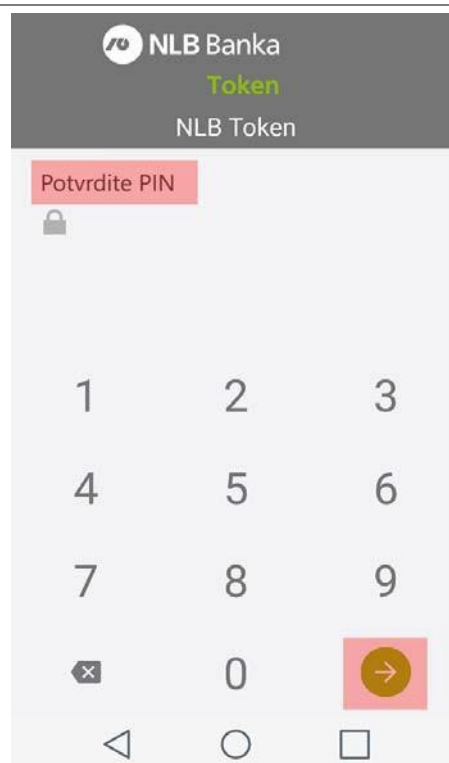 NLB Banka
Token
NLB Token
Potvrdite PIN
1 2 3
4 5 6
7 8 9
0